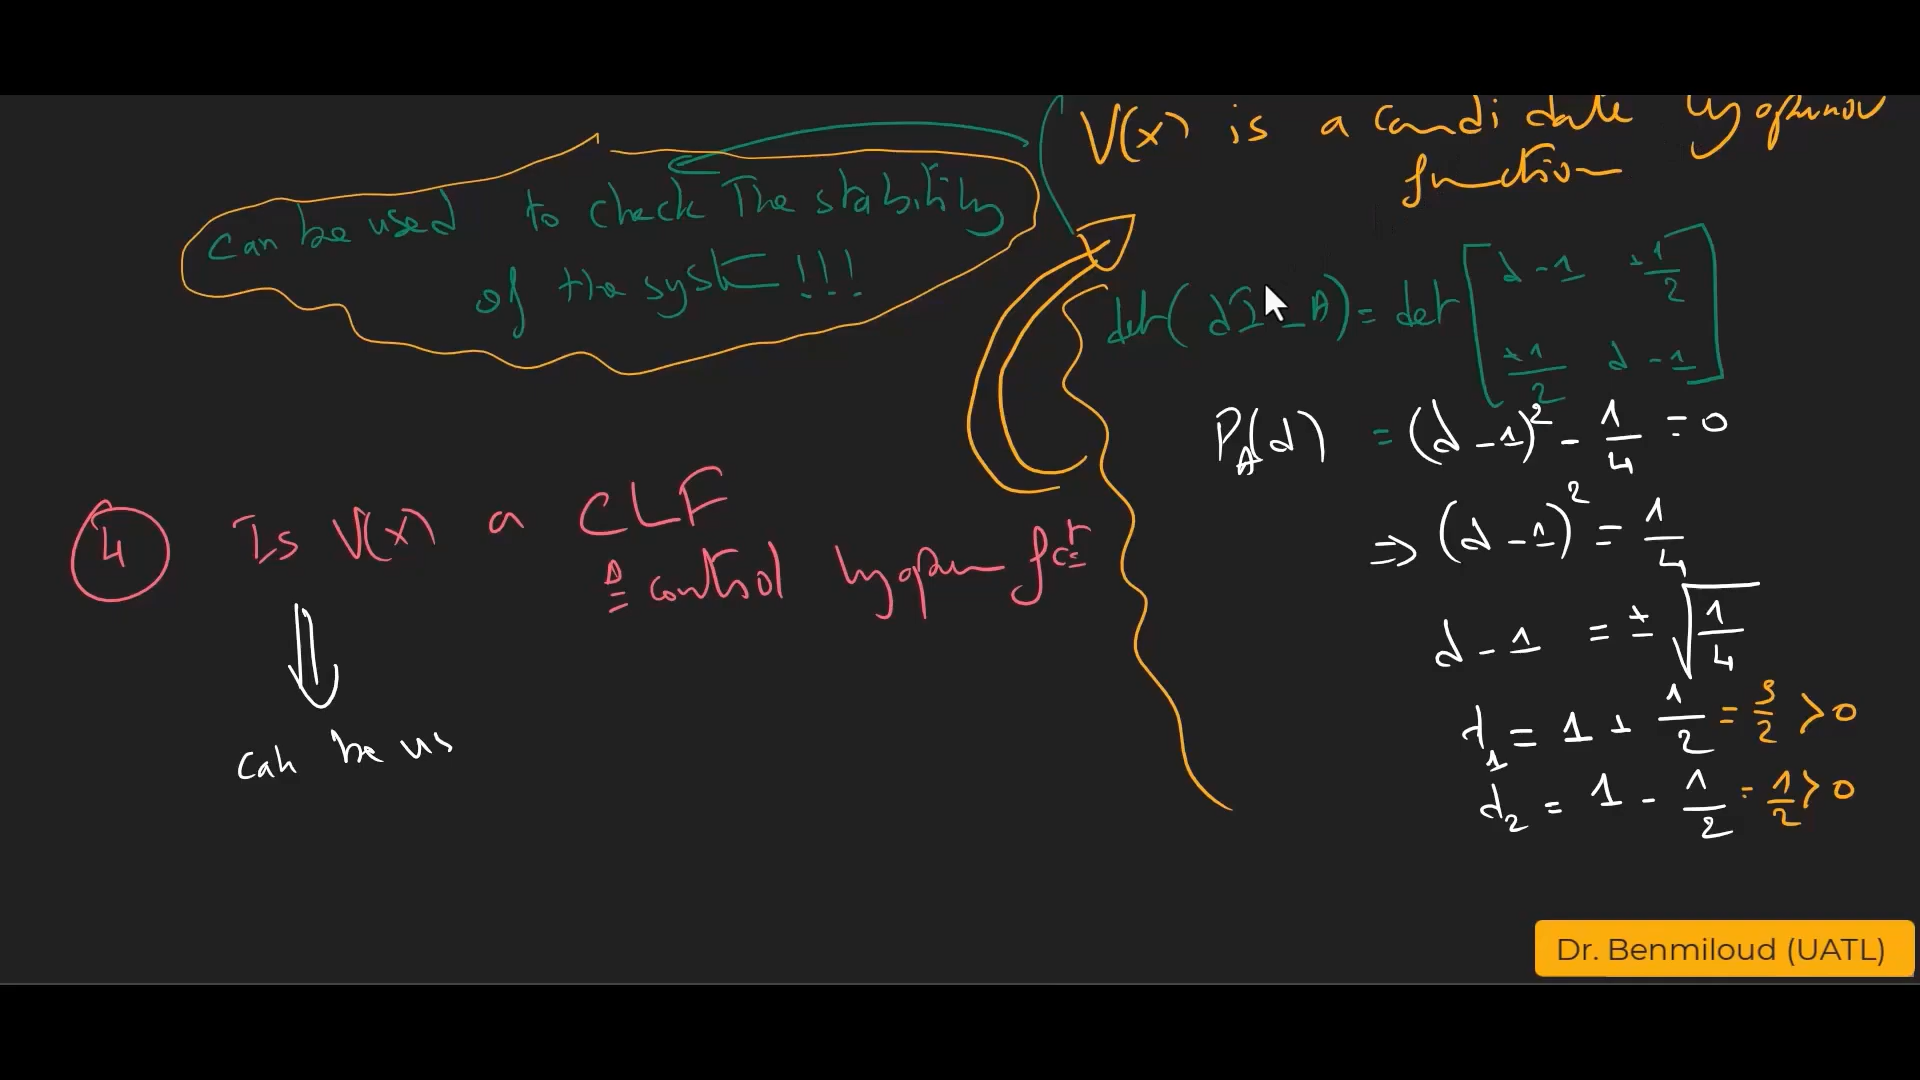 V(x) is a candidate lyapunov
function
can be used to check The stability
of the syst !!!
det(λI - A) = det [λ - 1 +1/2
+1/2 λ - 1]
P_A(λ) = (λ - 1)² - 1/4 = 0
⇒ (λ - 1)² = 1/4
λ - 1 = ± √1/4
λ1 = 1 + 1/2 = 3/2 > 0
λ2 = 1 - 1/2 = 1/2 > 0
4 Is V(x) a CLF
≜ control lyapun fct
can be us
Dr. Benmiloud (UATL)